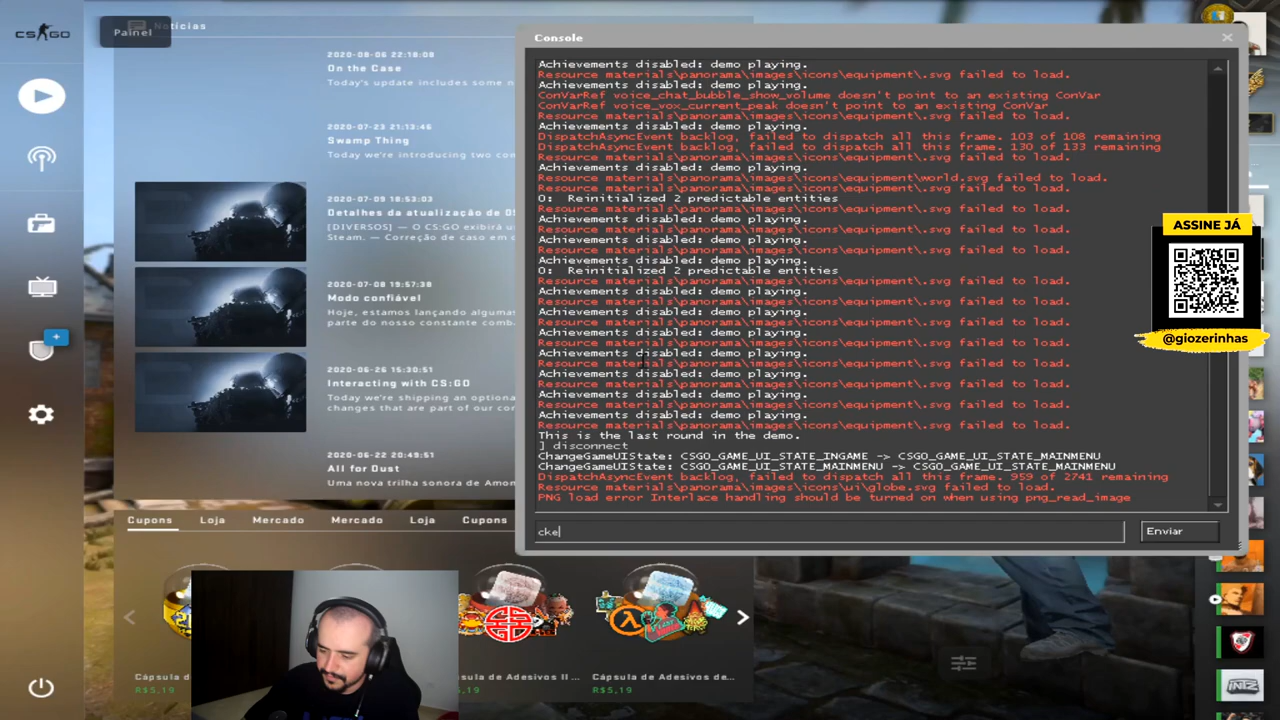 CS:GO
Painel
Notícias
2020-08-06 22:18:08
On the Case
Today's update includes some n
2020-07-23 21:13:46
Swamp Thing
Today we're introducing two con
2020-07-09 18:53:03
Detalhes da atualização de 0
[DIVERSOS] — O CS:GO exibirá u
Steam. — Correção de caso em
2020-07-08 19:57:38
Modo confiável
Hoje, estamos lançando algumas
parte do nosso constante comb
2020-06-26 15:30:51
Interacting with CS:GO
Today we're shipping an optiona
changes that are part of our con
2020-06-22 20:49:51
All for Dust
Uma nova trilha sonora de Amon
Cupons
Loja
Mercado
Mercado
Loja
Cupons
Cápsula de Adesivos II ...
Cápsula de Adesivos de...
R$5,19
R$5,19
Console
Achievements disabled: demo playing.
Resource materials\panorama\images\icons\equipment\.svg failed to load.
Achievements disabled: demo playing.
ConVarRef voice_chat_bubble_show_volume doesn't point to an existing ConVar
ConVarRef voice_vox_current_peak doesn't point to an existing ConVar
Resource materials\panorama\images\icons\equipment\.svg failed to load.
Achievements disabled: demo playing.
DispatchAsyncEvent backlog, failed to dispatch all this frame. 103 of 108 remaining
DispatchAsyncEvent backlog, failed to dispatch all this frame. 130 of 133 remaining
Resource materials\panorama\images\icons\equipment\.svg failed to load.
Achievements disabled: demo playing.
Resource materials\panorama\images\icons\equipment\world.svg failed to load.
Resource materials\panorama\images\icons\equipment\.svg failed to load.
0:  Reinitialized 2 predictable entities
Resource materials\panorama\images\icons\equipment\.svg failed to load.
Achievements disabled: demo playing.
Resource materials\panorama\images\icons\equipment\.svg failed to load.
Achievements disabled: demo playing.
Resource materials\panorama\images\icons\equipment\.svg failed to load.
Achievements disabled: demo playing.
0:  Reinitialized 2 predictable entities
Resource materials\panorama\images\icons\equipment\.svg failed to load.
Achievements disabled: demo playing.
Resource materials\panorama\images\icons\equipment\.svg failed to load.
Achievements disabled: demo playing.
Resource materials\panorama\images\icons\equipment\.svg failed to load.
Achievements disabled: demo playing.
Resource materials\panorama\images\icons\equipment\.svg failed to load.
Achievements disabled: demo playing.
Resource materials\panorama\images\icons\equipment\.svg failed to load.
Achievements disabled: demo playing.
Resource materials\panorama\images\icons\equipment\.svg failed to load.
Achievements disabled: demo playing.
Resource materials\panorama\images\icons\equipment\.svg failed to load.
Achievements disabled: demo playing.
Resource materials\panorama\images\icons\equipment\.svg failed to load.
This is the last round in the demo.
] disconnect
ChangeGameUIState: CSGO_GAME_UI_STATE_INGAME -> CSGO_GAME_UI_STATE_MAINMENU
ChangeGameUIState: CSGO_GAME_UI_STATE_MAINMENU -> CSGO_GAME_UI_STATE_MAINMENU
DispatchAsyncEvent backlog, failed to dispatch all this frame. 959 of 2741 remaining
Resource materials\panorama\images\ui\globe.svg failed to load.
PNG load error Interlace handling should be turned on when using png_read_image
cke
Enviar
ASSINE JÁ
@giozerinhas
INTZ